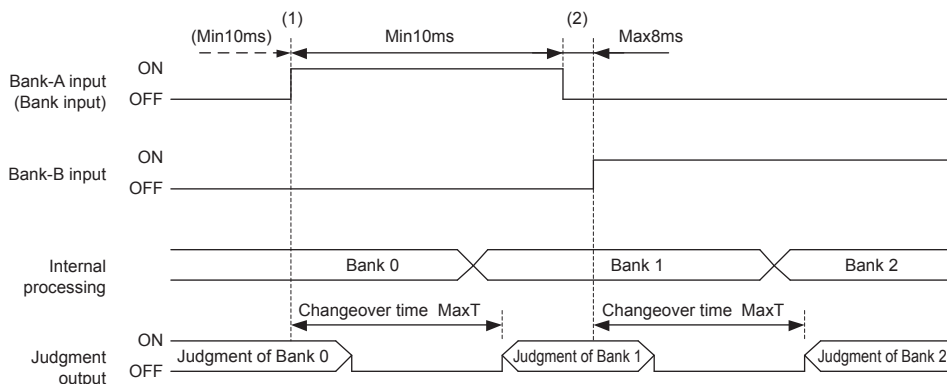 (1) (2)
(Min10ms) Min10ms Max8ms
ON
Bank-A input
(Bank input)
OFF
ON
Bank-B input
OFF
Internal
processing
Bank 0 Bank 1 Bank 2
Changeover time MaxT Changeover time MaxT
ON
Judgment
output
OFF
Judgment of Bank 0 Judgment of Bank 1 Judgment of Bank 2